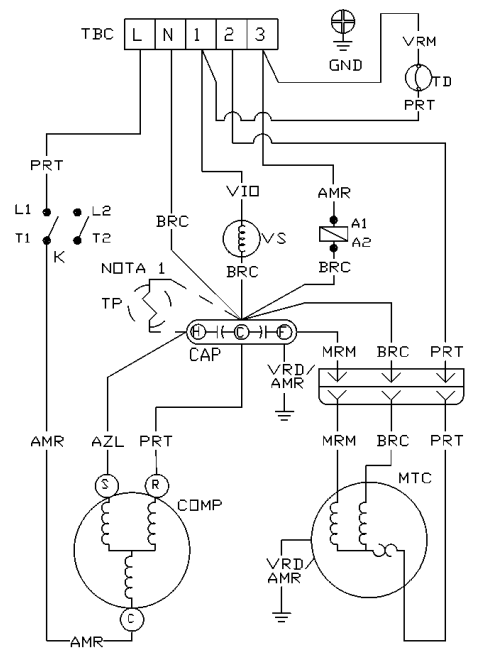 TBC L N 1 2 3
GND
VRM
TD
PRT
PRT
VIO
AMR
L1 L2
BRC
VS
A1
T1 T2
A2
K
BRC
BRC
NOTA 1
TP
H C F
CAP
VRD/
AMR
MRM BRC PRT
AMR AZL PRT
MRM BRC PRT
S R
COMP
MTC
VRD/
AMR
C
AMR